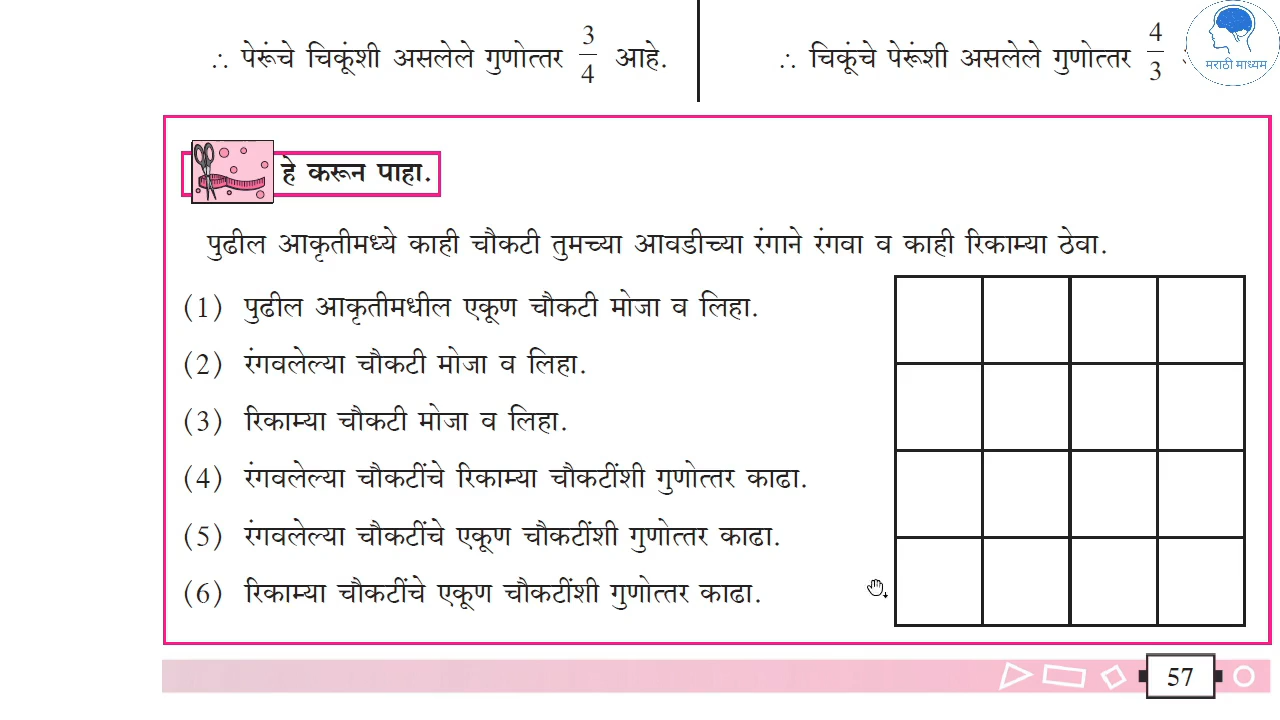 ∴ पेरूंचे चिकूंशी असलेले गुणोत्तर 3/4 आहे.
∴ चिकूंचे पेरूंशी असलेले गुणोत्तर 4/3
मराठी माध्यम
हे करून पाहा.
पुढील आकृतीमध्ये काही चौकटी तुमच्या आवडीच्या रंगाने रंगवा व काही रिकाम्या ठेवा.
(1) पुढील आकृतीमधील एकूण चौकटी मोजा व लिहा.
(2) रंगवलेल्या चौकटी मोजा व लिहा.
(3) रिकाम्या चौकटी मोजा व लिहा.
(4) रंगवलेल्या चौकटींचे रिकाम्या चौकटींशी गुणोत्तर काढा.
(5) रंगवलेल्या चौकटींचे एकूण चौकटींशी गुणोत्तर काढा.
(6) रिकाम्या चौकटींचे एकूण चौकटींशी गुणोत्तर काढा.
57